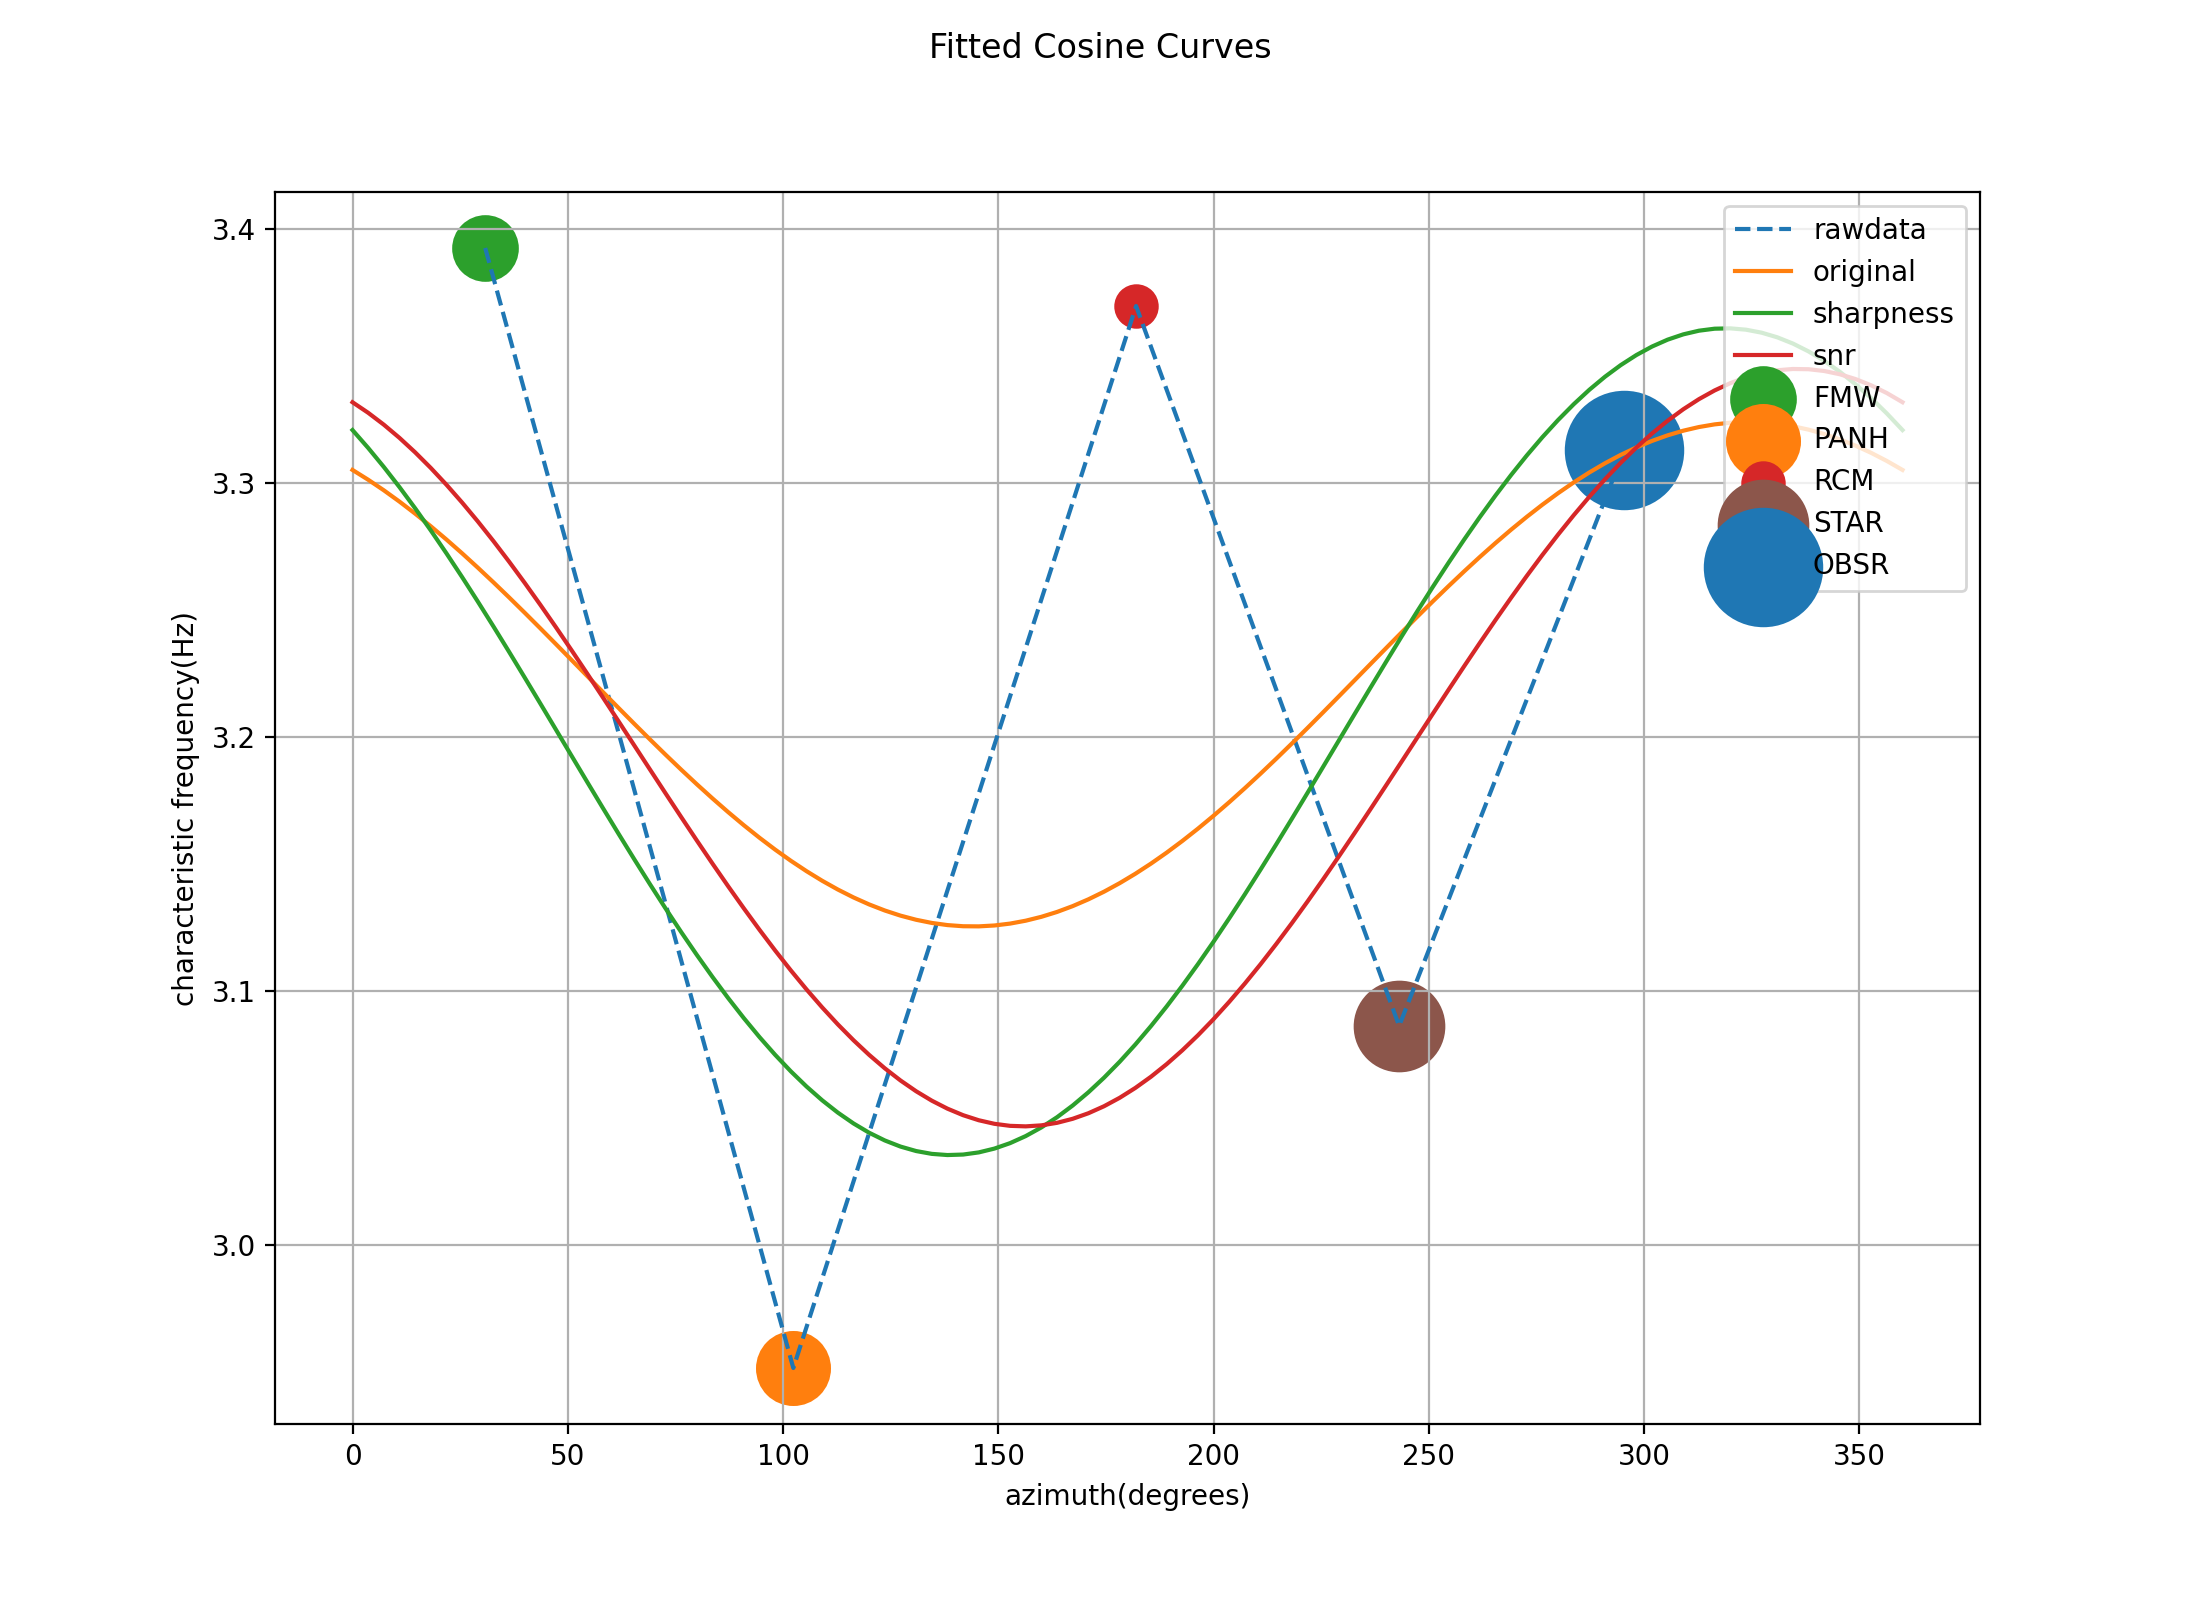 Fitted Cosine Curves
3.4
3.3
3.2
3.1
3.0
characteristic frequency(Hz)
rawdata
original
sharpness
snr
FMW
PANH
RCM
STAR
OBSR
0 50 100 150 200 250 300 350
azimuth(degrees)